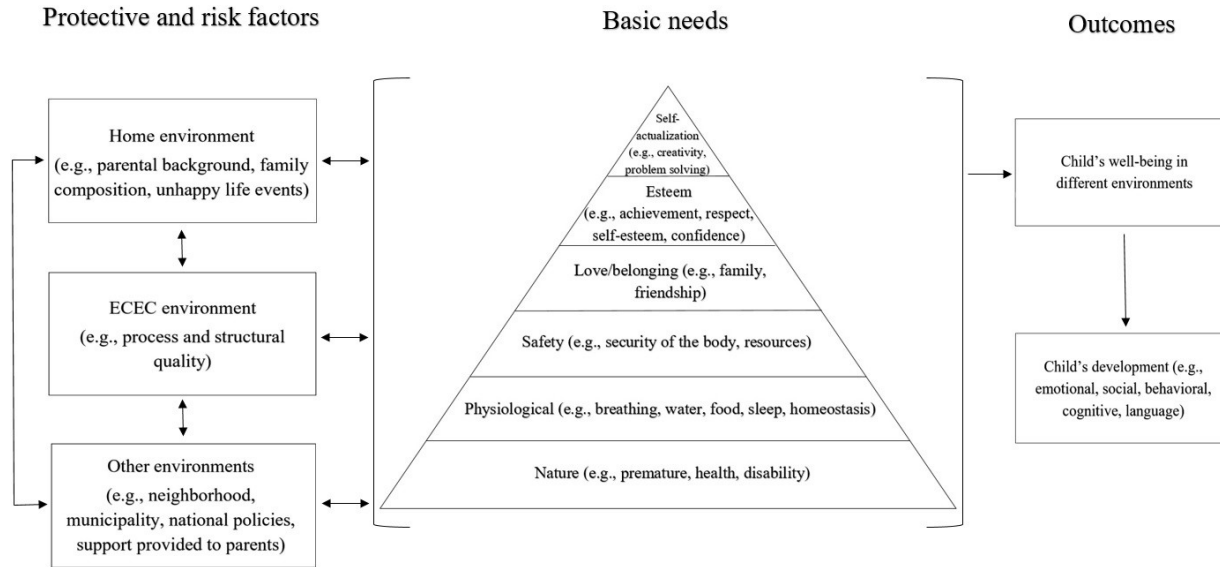 Protective and risk factors
Basic needs
Outcomes
Home environment
(e.g., parental background, family
composition, unhappy life events)
ECEC environment
(e.g., process and structural
quality)
Other environments
(e.g., neighborhood,
municipality, national policies,
support provided to parents)
Self-
actualization
(e.g., creativity,
problem solving)
Esteem
(e.g., achievement, respect,
self-esteem, confidence)
Love/belonging (e.g., family,
friendship)
Safety (e.g., security of the body, resources)
Physiological (e.g., breathing, water, food, sleep, homeostasis)
Nature (e.g., premature, health, disability)
Child's well-being in
different environments
Child's development (e.g.,
emotional, social, behavioral,
cognitive, language)